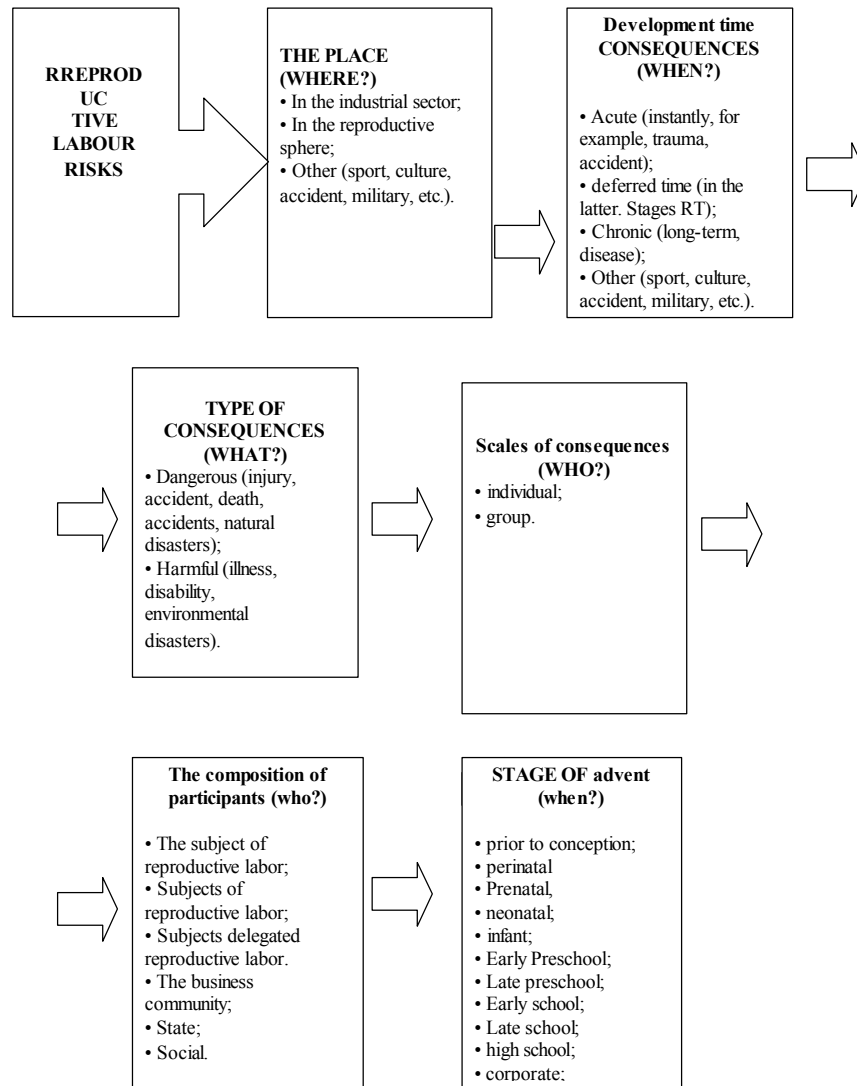 RREPROD
UC
TIVE
LABOUR
RISKS
THE PLACE
(WHERE?)
• In the industrial sector;
• In the reproductive
sphere;
• Other (sport, culture,
accident, military, etc.).
Development time
CONSEQUENCES
(WHEN?)
• Acute (instantly, for
example, trauma,
accident);
• deferred time (in the
latter. Stages RT);
• Chronic (long-term,
disease);
• Other (sport, culture,
accident, military, etc.).
TYPE OF
CONSEQUENCES
(WHAT?)
• Dangerous (injury,
accident, death,
accidents, natural
disasters);
• Harmful (illness,
disability,
environmental
disasters).
Scales of consequences
(WHO?)
• individual;
• group.
The composition of
participants (who?)
• The subject of
reproductive labor;
• Subjects of
reproductive labor;
• Subjects delegated
reproductive labor.
• The business
community;
• State;
• Social.
STAGE OF advent
(when?)
• prior to conception;
• perinatal
• Prenatal,
• neonatal;
• infant;
• Early Preschool;
• Late preschool;
• Early school;
• Late school;
• high school;
• corporate;